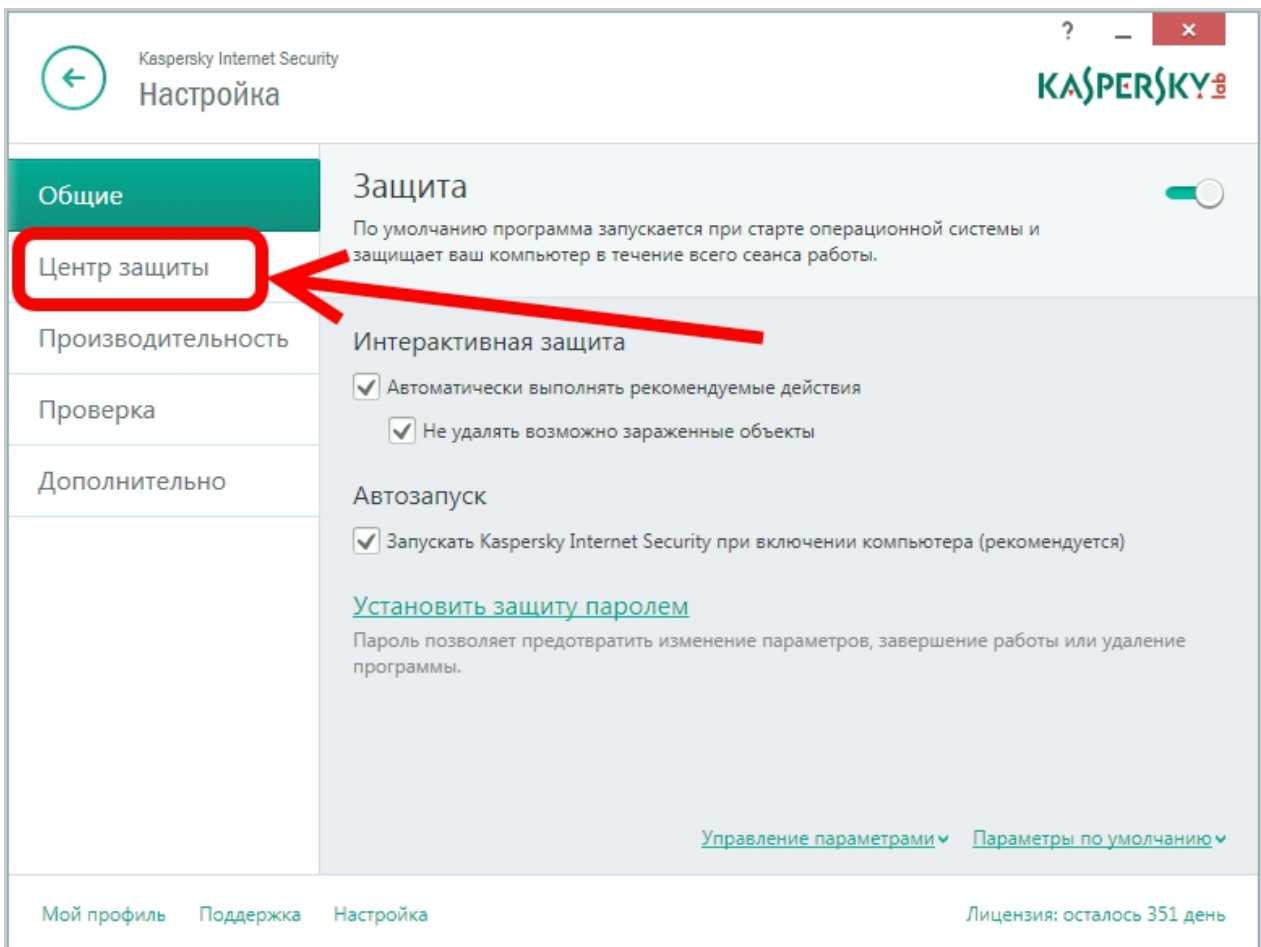 Kaspersky Internet Security
Настройка
?
KASPERSKY lab
Общие
Центр защиты
Производительность
Проверка
Дополнительно
Защита
По умолчанию программа запускается при старте операционной системы и
защищает ваш компьютер в течение всего сеанса работы.
Интерактивная защита
Автоматически выполнять рекомендуемые действия
Не удалять возможно зараженные объекты
Автозапуск
Запускать Kaspersky Internet Security при включении компьютера (рекомендуется)
Установить защиту паролем
Пароль позволяет предотвратить изменение параметров, завершение работы или удаление
программы.
Управление параметрами Параметры по умолчанию
Мой профиль Поддержка Настройка Лицензия: осталось 351 день